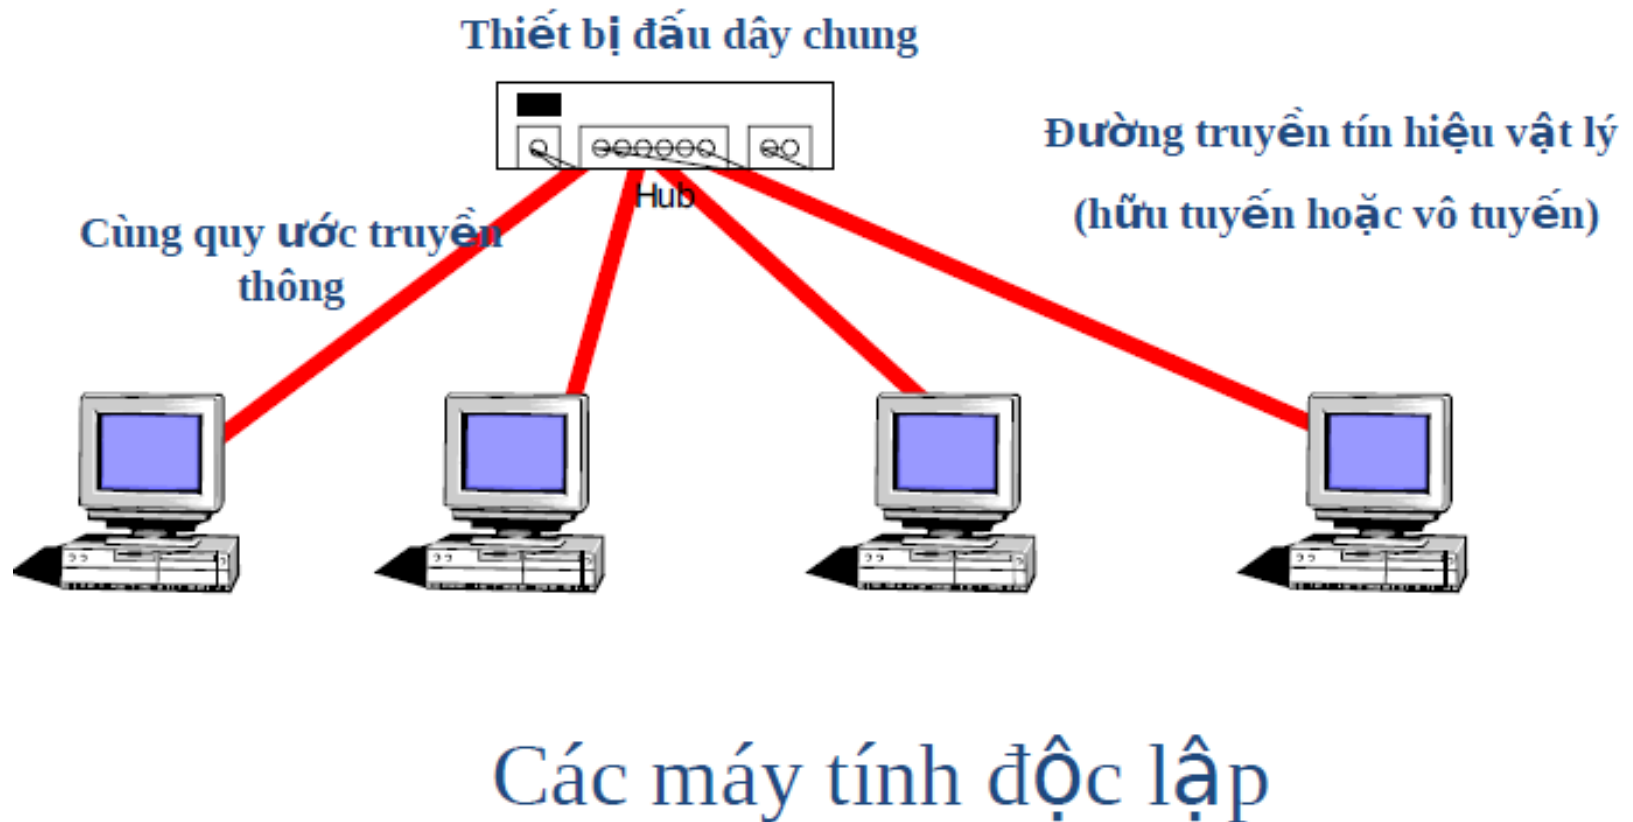 Thiết bị đấu dây chung
Đường truyền tín hiệu vật lý
(hữu tuyến hoặc vô tuyến)
Hub
Cùng quy ước truyền
thông
Các máy tính độc lập